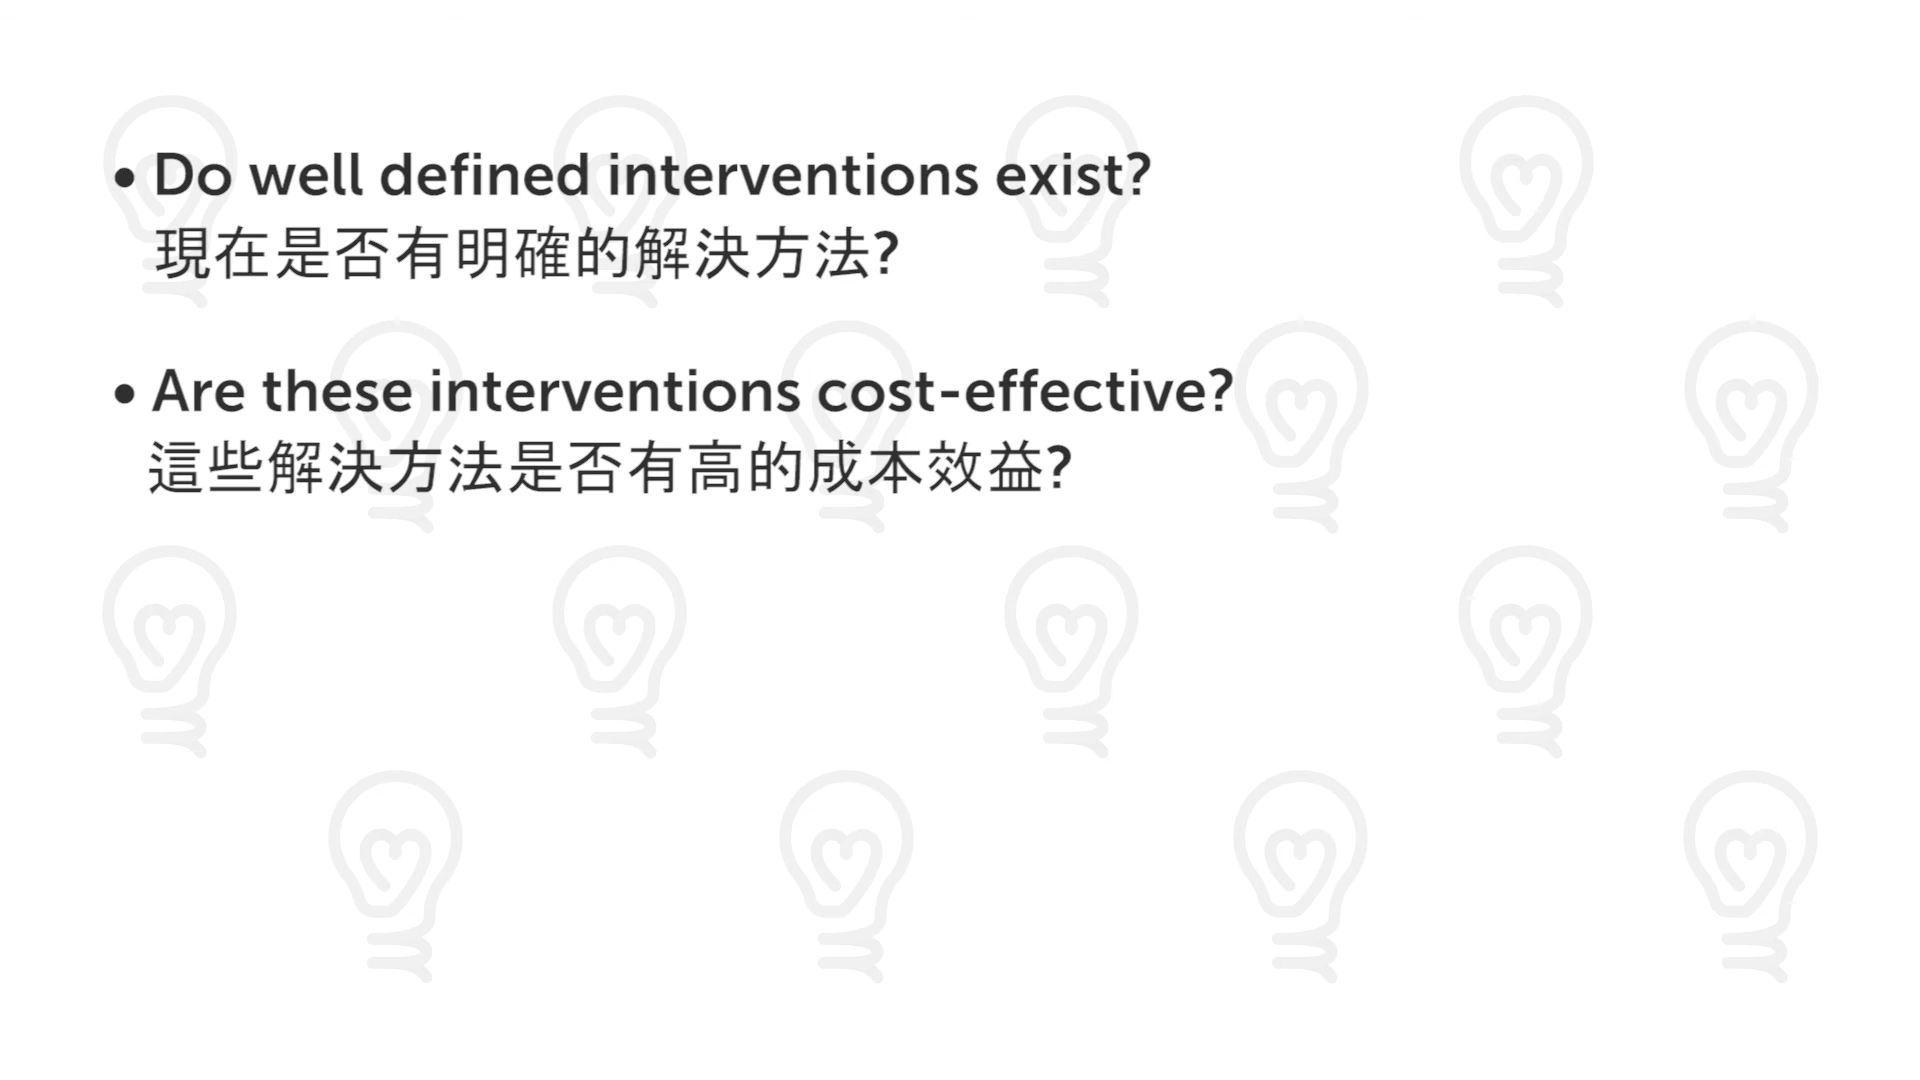 • Do well defined interventions exist?
現在是否有明確的解決方法?
• Are these interventions cost-effective?
這些解決方法是否有高的成本效益?